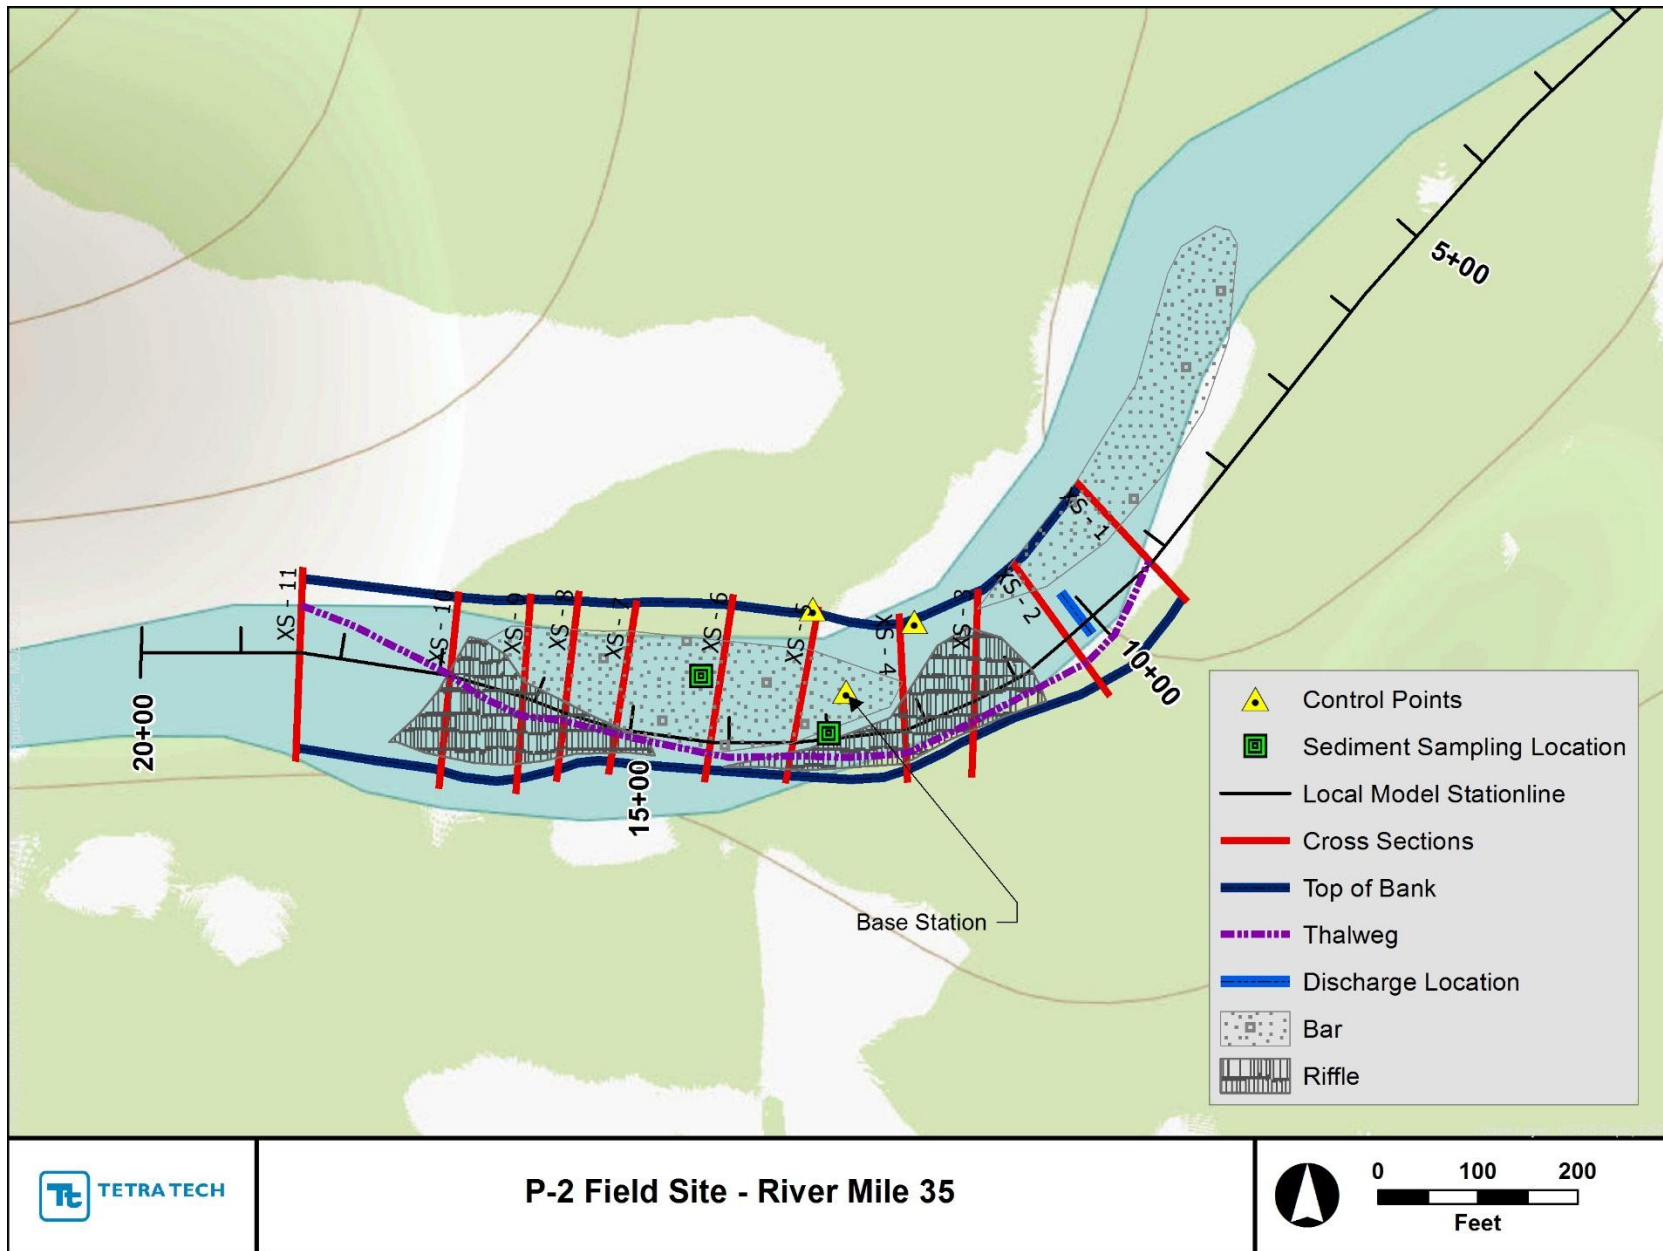 5+00
XS - 1
XS - 2
XS - 3
XS - 4
XS - 5
XS - 6
XS - 7
XS - 8
XS - 9
XS - 10
XS - 11
10+00
15+00
20+00
Base Station
Control Points
Sediment Sampling Location
Local Model Stationline
Cross Sections
Top of Bank
Thalweg
Discharge Location
Bar
Riffle
Tt TETRA TECH
P-2 Field Site - River Mile 35
0 100 200
Feet